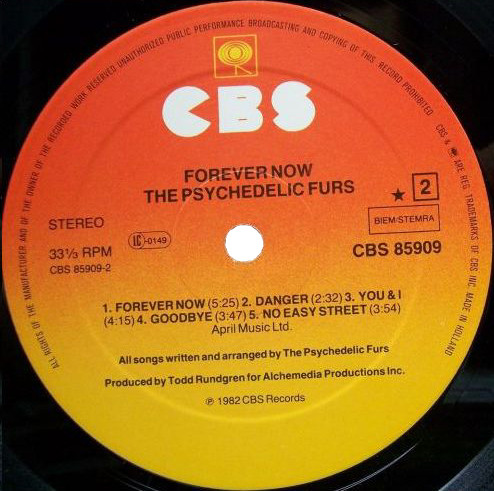 ALL RIGHTS OF THE MANUFACTURER AND OF THE OWNER OF THE RECORDED WORK RESERVED UNAUTHORIZED PUBLIC PERFORMANCE BROADCASTING AND COPYING OF THIS RECORD PROHIBITED
CBS & ARE REG. TRADEMARKS OF CBS INC. MADE IN HOLLAND
CBS
FOREVER NOW
THE PSYCHEDELIC FURS
★ 2
STEREO
BIEM/STEMRA
33⅓ RPM
LC-0149
CBS 85909
CBS 85909-2
1. FOREVER NOW (5:25) 2. DANGER (2:32) 3. YOU & I
(4:15) 4. GOODBYE (3:47) 5. NO EASY STREET (3:54)
April Music Ltd.
All songs written and arranged by The Psychedelic Furs
Produced by Todd Rundgren for Alchemedia Productions Inc.
℗ 1982 CBS Records